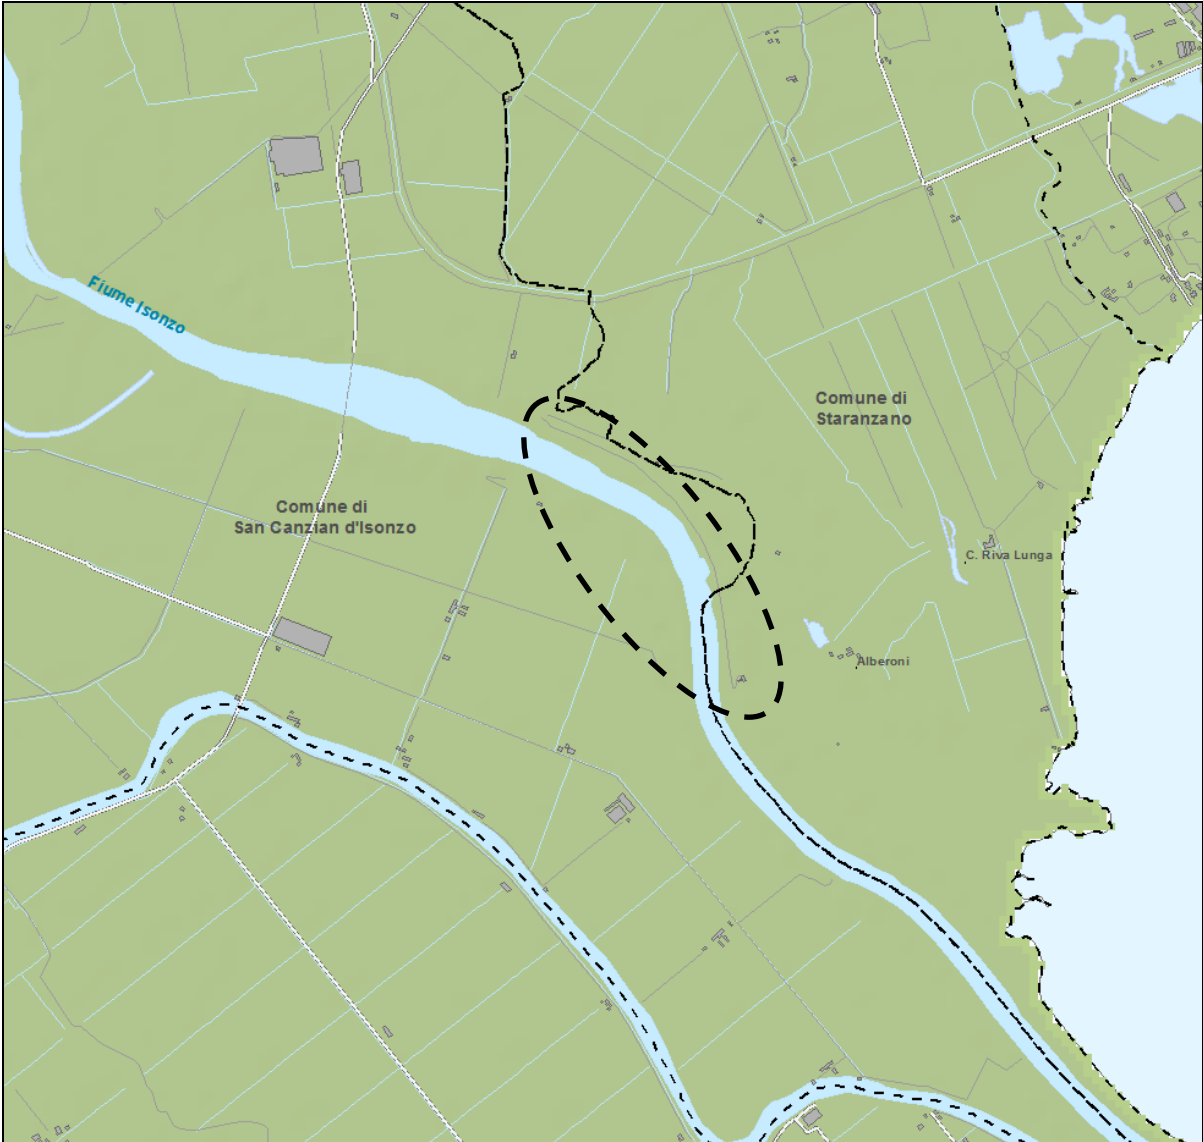 Fiume Isonzo
Comune di
Staranzano
Comune di
San Canzian d'Isonzo
C. Riva Lunga
Alberoni